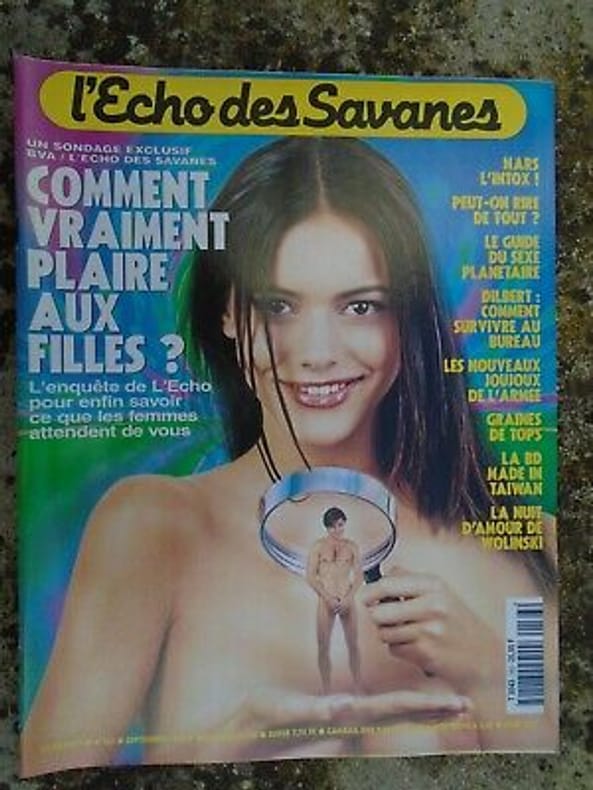 l'Echo des Savanes
UN SONDAGE EXCLUSIF
BVA / L'ECHO DES SAVANES
COMMENT
VRAIMENT
PLAIRE
AUX
FILLES ?
L'enquête de L'Echo
pour enfin savoir
ce que les femmes
attendent de vous
MARS
L'INTOX !
PEUT-ON RIRE
DE TOUT ?
LE GUIDE
DU SEXE
PLANETAIRE
DILBERT :
COMMENT
SURVIVRE AU
BUREAU
LES NOUVEAUX
JOUJOUX
DE L'ARMÉE
GRAINES
DE TOPS
LA BD
MADE IN
TAIWAN
LA NUIT
D'AMOUR DE
WOLINSKI